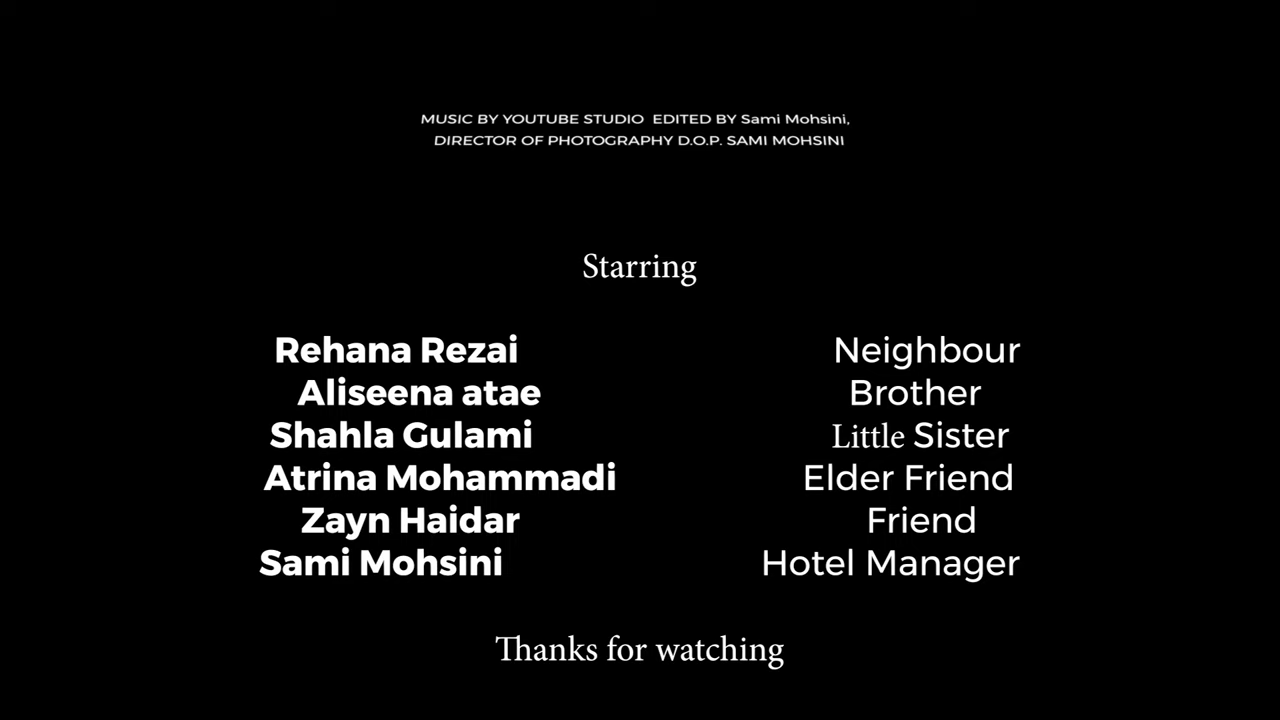 MUSIC BY YOUTUBE STUDIO EDITED BY Sami Mohsini,
DIRECTOR OF PHOTOGRAPHY D.O.P. SAMI MOHSINI
Starring
Rehana Rezai Neighbour
Aliseena atae Brother
Shahla Gulami Little Sister
Atrina Mohammadi Elder Friend
Zayn Haidar Friend
Sami Mohsini Hotel Manager
Thanks for watching